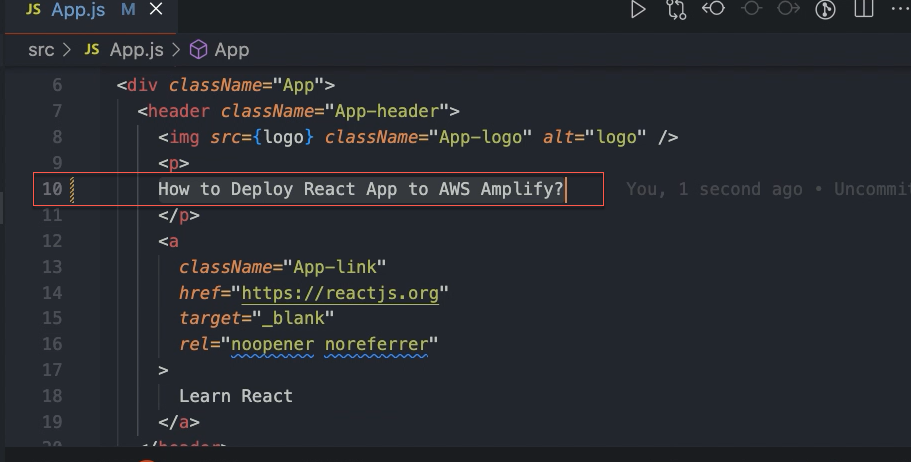 JS App.js M ×
src > JS App.js > App
6 <div className="App">
7 <header className="App-header">
8 <img src={logo} className="App-logo" alt="logo" />
9 <p>
10 How to Deploy React App to AWS Amplify? You, 1 second ago • Uncommit
11 </p>
12 <a
13 className="App-link"
14 href="https://reactjs.org"
15 target="_blank"
16 rel="noopener noreferrer"
17 >
18 Learn React
19 </a>
20 </header>